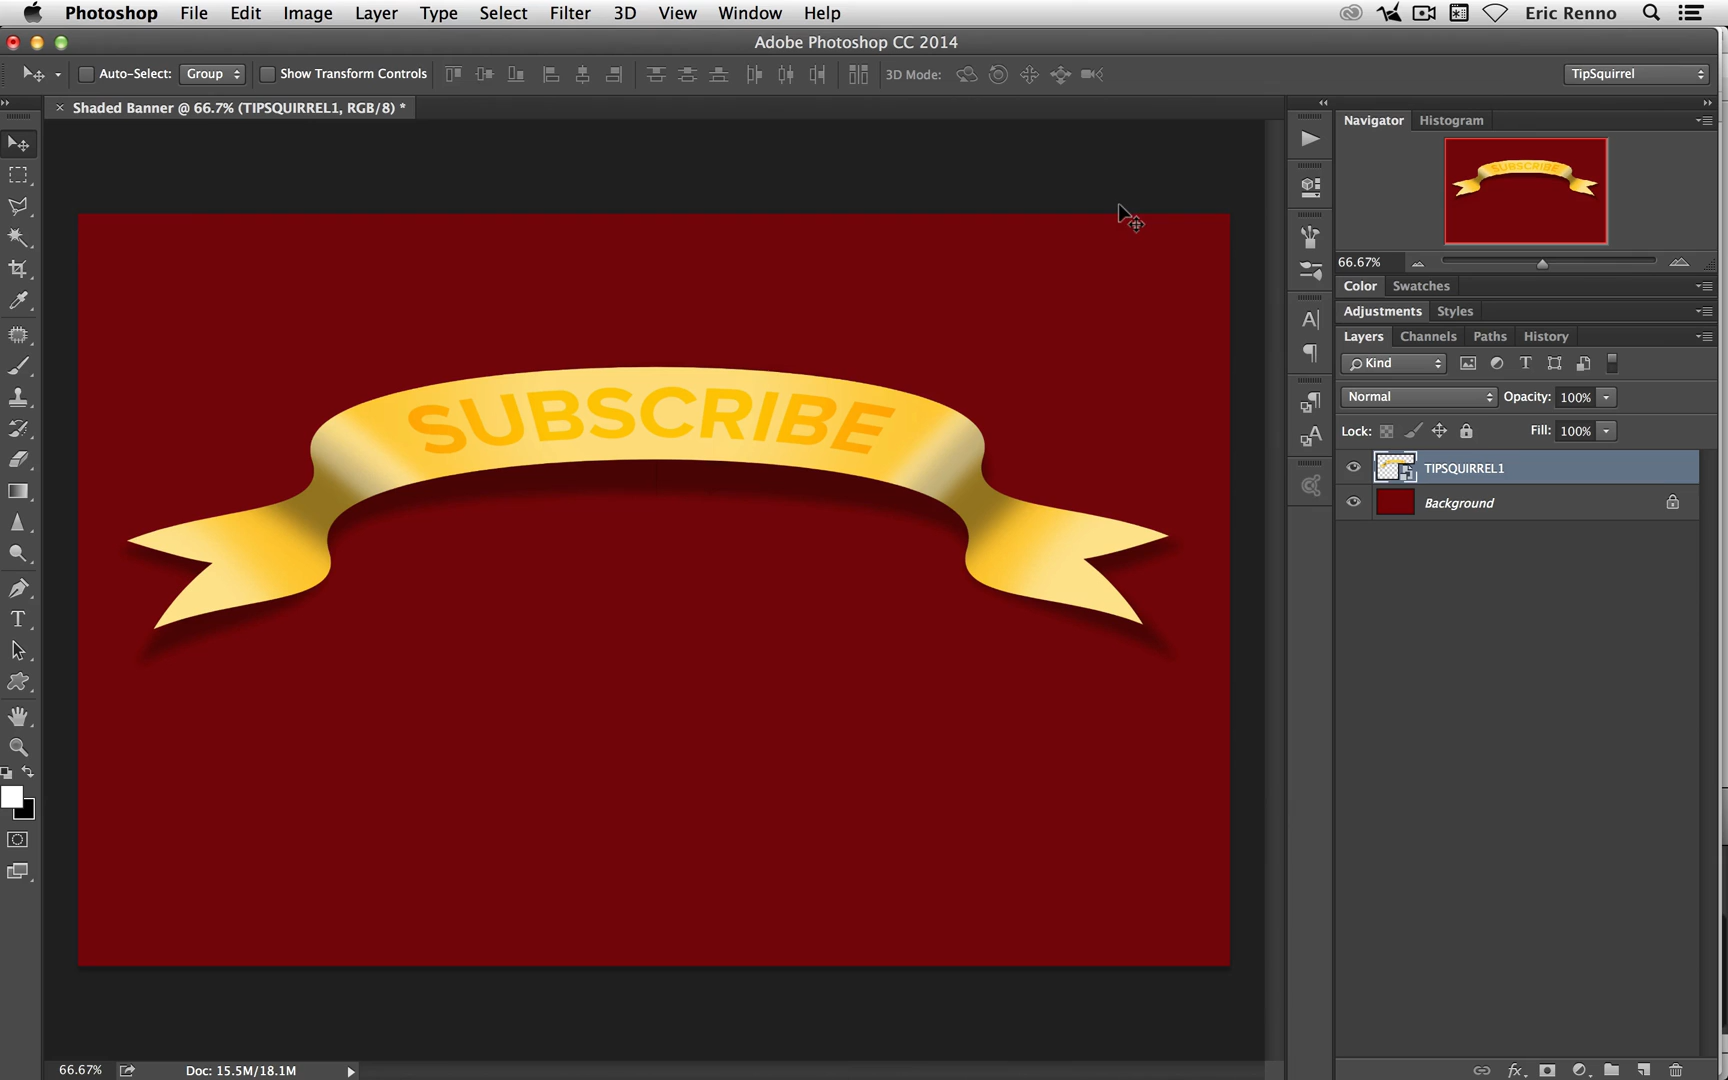 Photoshop File Edit Image Layer Type Select Filter 3D View Window Help Eric Renno
Adobe Photoshop CC 2014
Auto-Select: Group Show Transform Controls 3D Mode: TipSquirrel
Shaded Banner @ 66.7% (TIPSQUIRREL1, RGB/8) *
Navigator Histogram
SUBSCRIBE
66.67%
Color Swatches
Adjustments Styles
Layers Channels Paths History
Kind
Normal Opacity: 100%
Lock: Fill: 100%
TIPSQUIRREL1
Background
SUBSCRIBE
66.67% Doc: 15.5M/18.1M